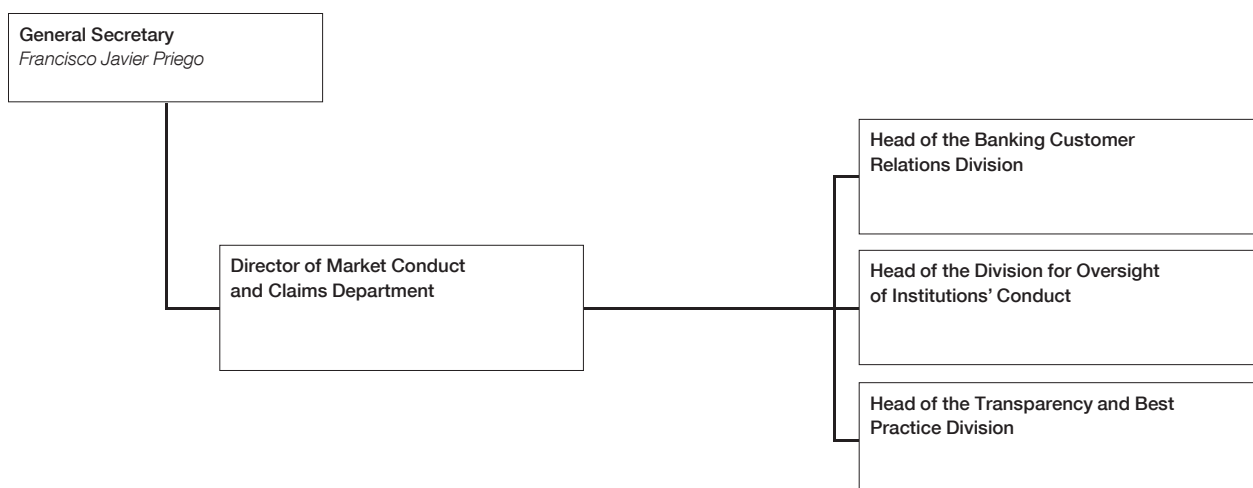 General Secretary
Francisco Javier Priego
Head of the Banking Customer
Relations Division
Director of Market Conduct
and Claims Department
Head of the Division for Oversight
of Institutions’ Conduct
Head of the Transparency and Best
Practice Division